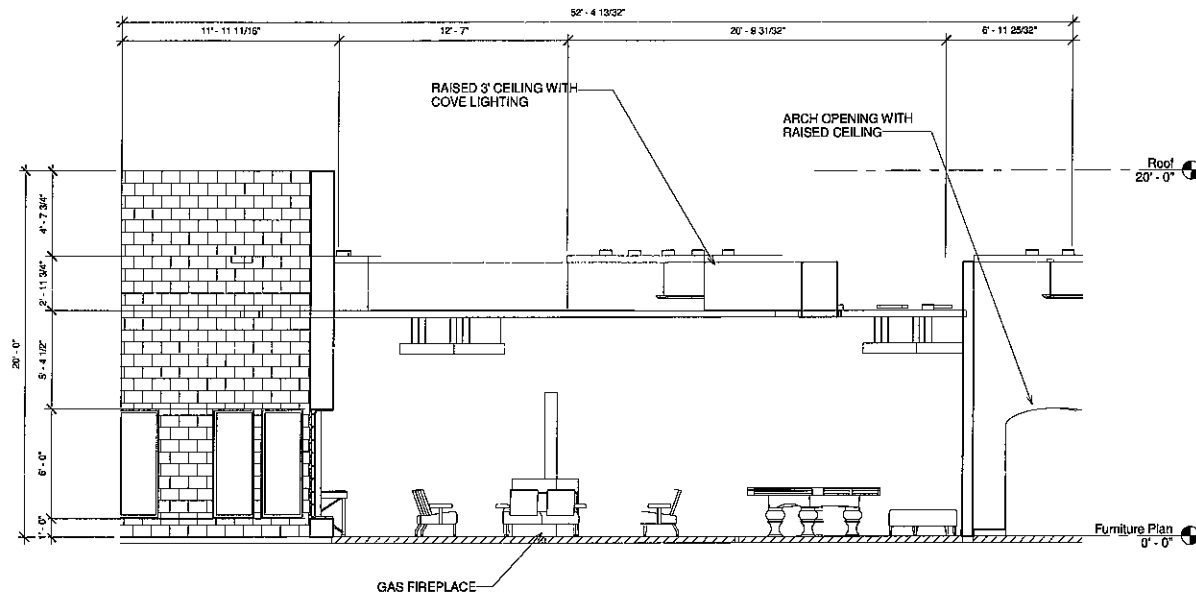 52' - 4 13/32"
11' - 11 11/16"
12' - 7"
20' - 9 31/32"
6' - 11 25/32"
RAISED 3' CEILING WITH
COVE LIGHTING
ARCH OPENING WITH
RAISED CEILING
Roof
20' - 0"
4' - 7 3/4"
2' - 11 3/4"
5' - 4 1/2"
6' - 0"
1' - 0"
20' - 0"
Furniture Plan
0' - 0"
GAS FIREPLACE